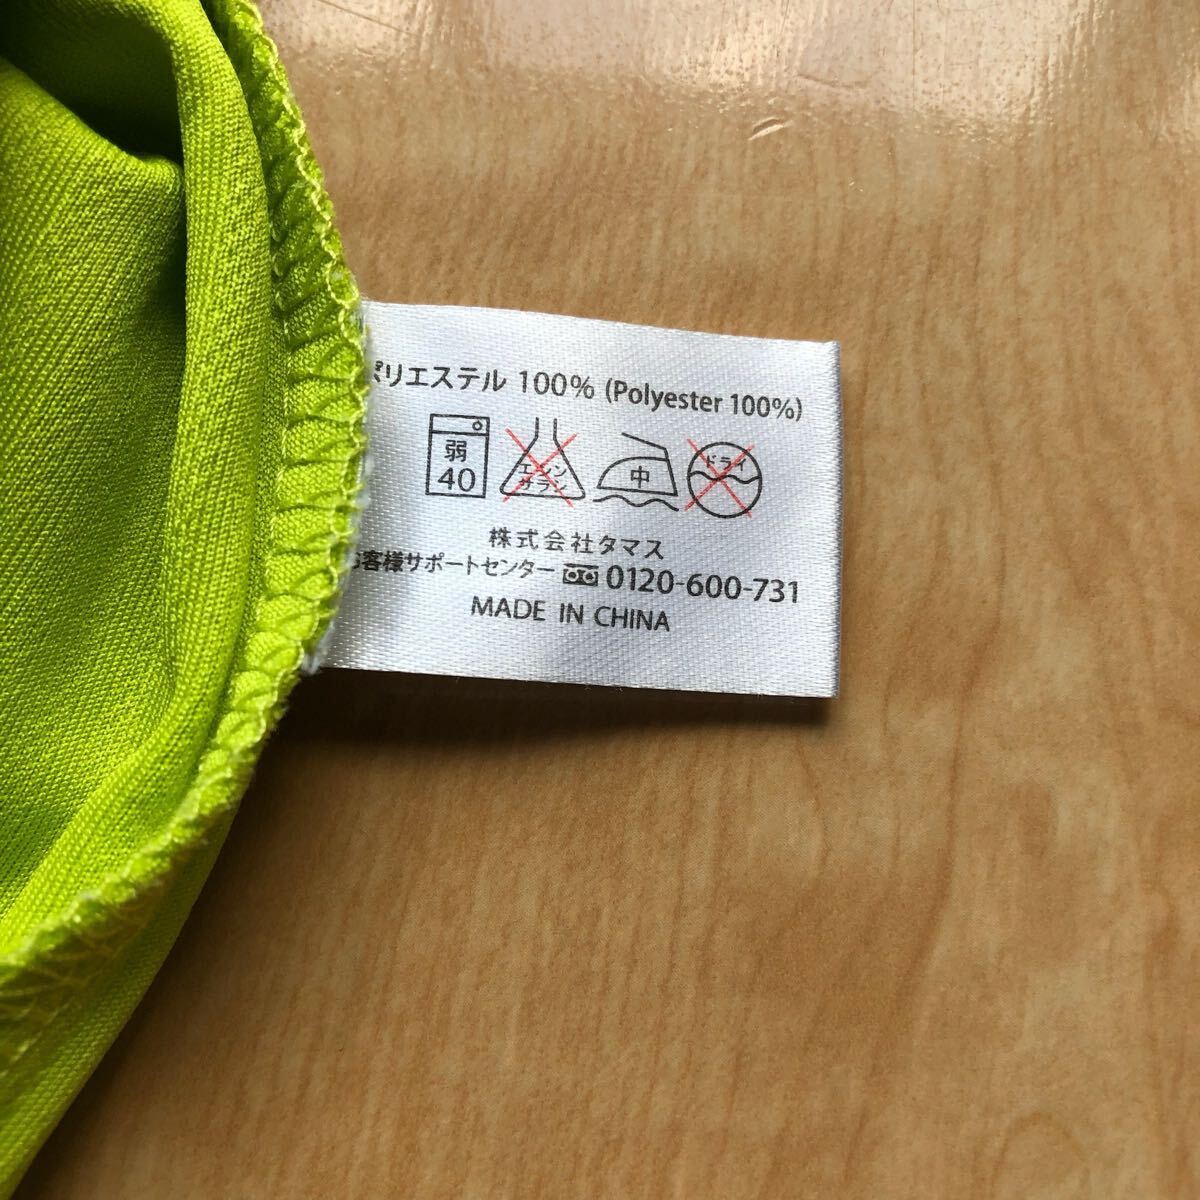 ポリエステル 100% (Polyester 100%)
弱
40
エンソ
サラシ
中
ドライ
株式会社タマス
お客様サポートセンター 0120-600-731
MADE IN CHINA